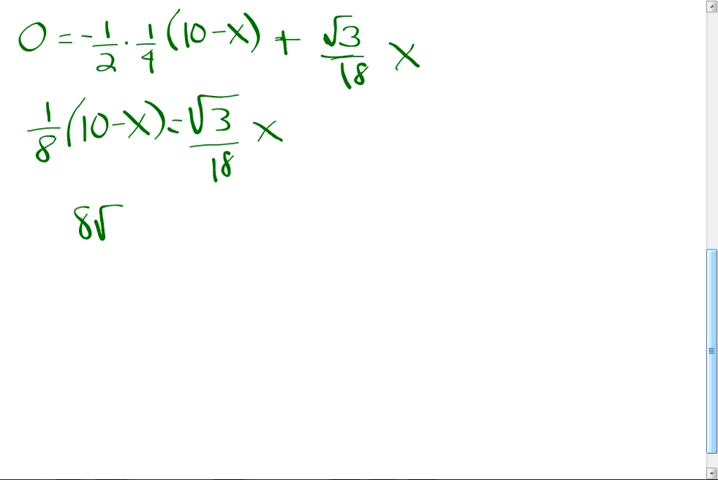 0 = -1/2 · 1/4 (10-x) + √3/18 x
1/8 (10-x) = √3/18 x
8√